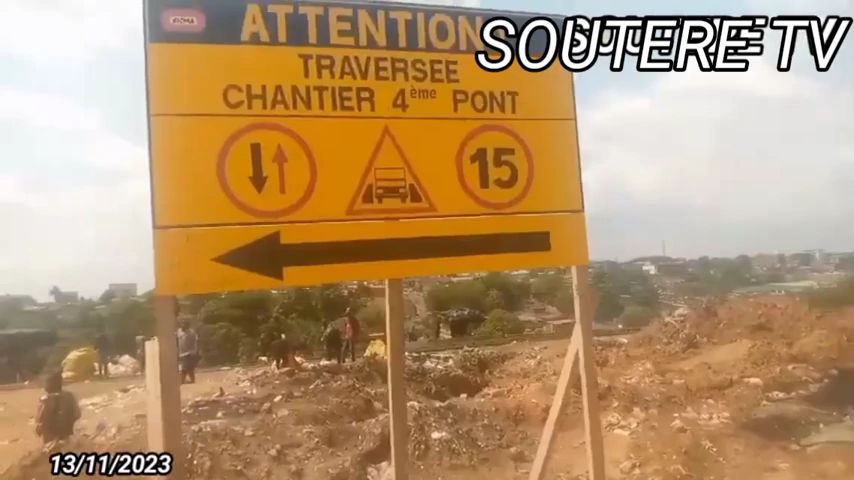 SOUTERE TV
ATTENTION
TRAVERSEE
CHANTIER 4ème PONT
15
13/11/2023